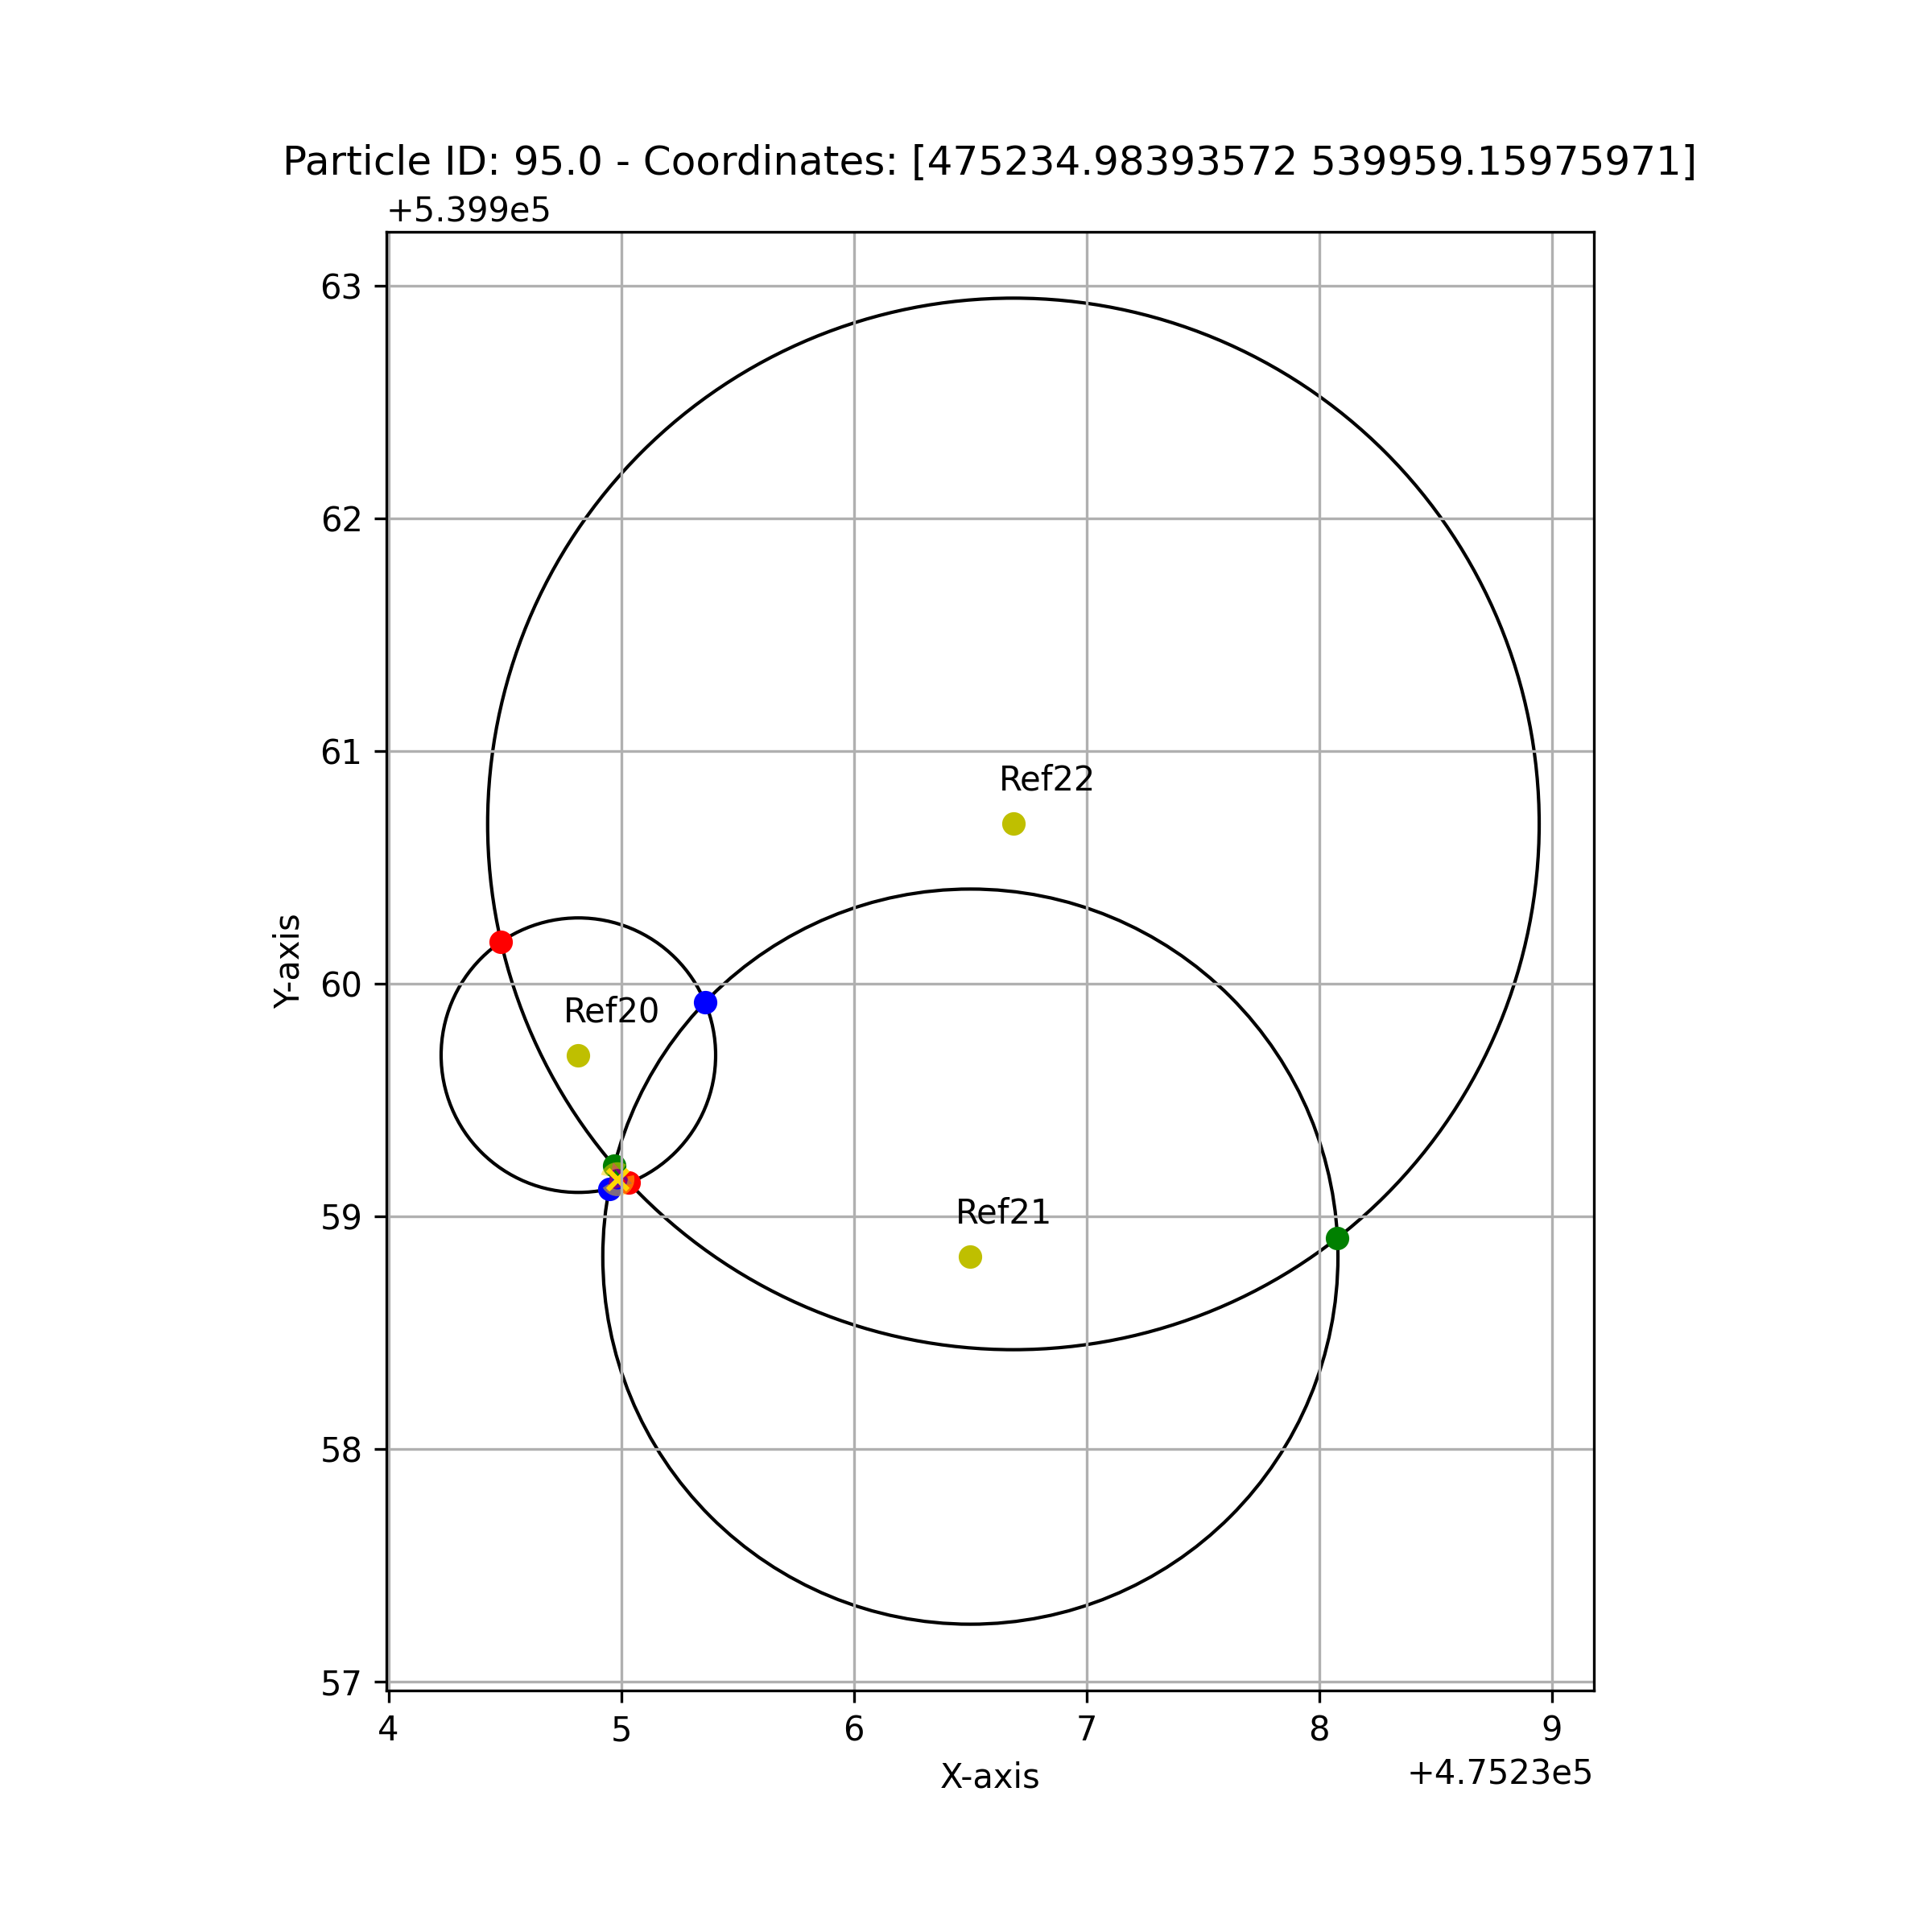 Particle ID: 95.0 - Coordinates: [475234.98393572 539959.15975971]
+5.399e5
63
62
61
60
59
58
57
Y-axis
Ref22
Ref20
Ref21
4 5 6 7 8 9
X-axis
+4.7523e5